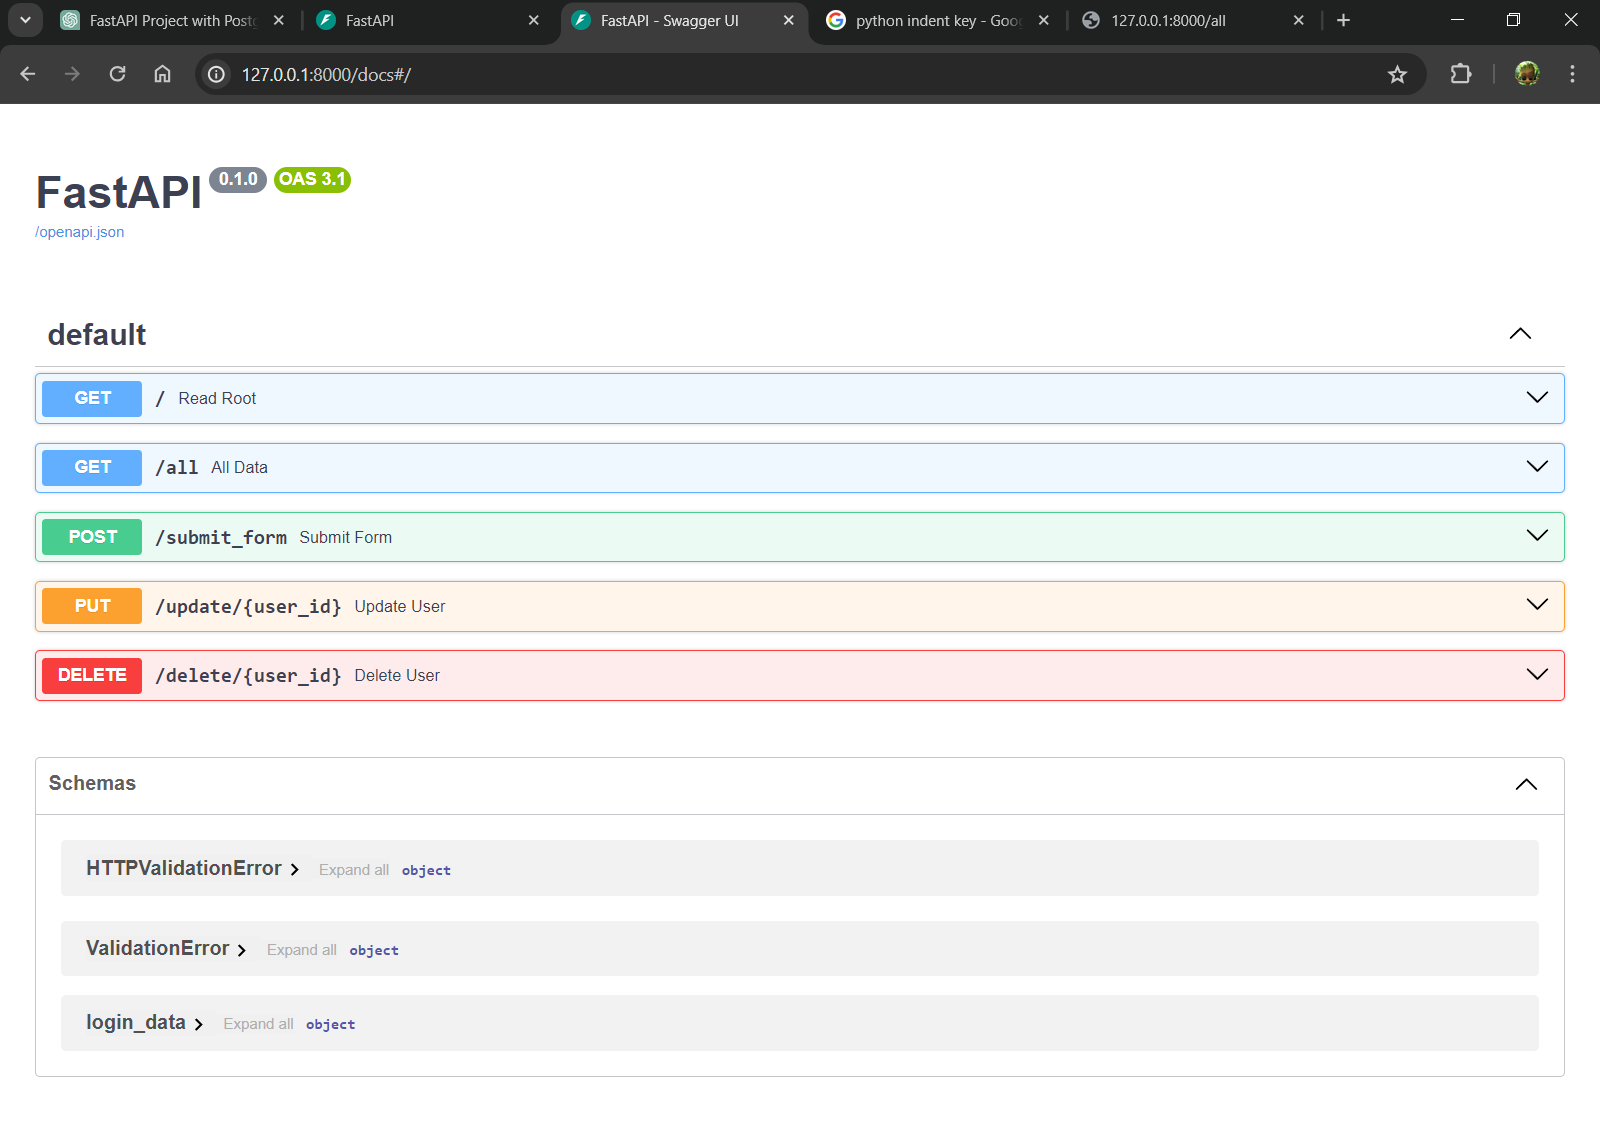 FastAPI Project with Postg
FastAPI
FastAPI - Swagger UI
python indent key - Goo
127.0.0.1:8000/all
127.0.0.1:8000/docs#/
FastAPI 0.1.0 OAS 3.1
/openapi.json
default
GET / Read Root
GET /all All Data
POST /submit_form Submit Form
PUT /update/{user_id} Update User
DELETE /delete/{user_id} Delete User
Schemas
HTTPValidationError Expand all object
ValidationError Expand all object
login_data Expand all object